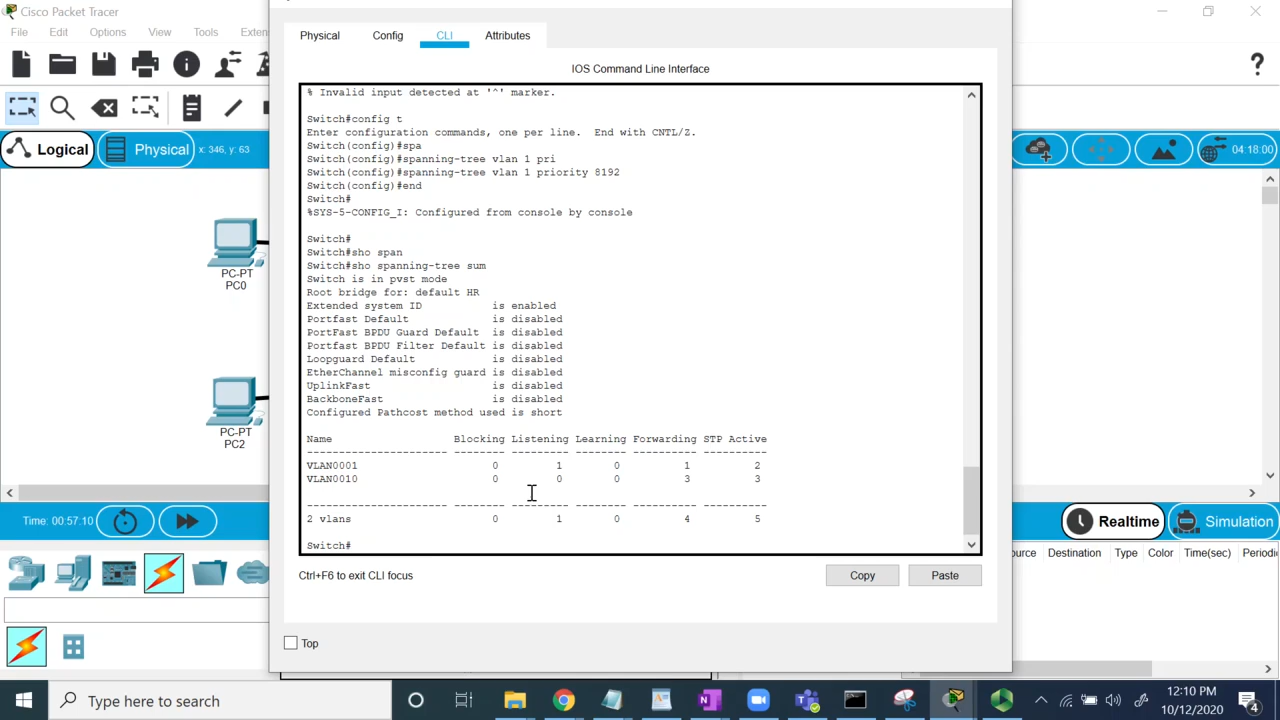 Cisco Packet Tracer
File Edit Options View Tools Exten
Physical Config CLI Attributes
IOS Command Line Interface
Logical
Physical
x: 346, y: 63
04:18:00
% Invalid input detected at '^' marker.
Switch#config t
Enter configuration commands, one per line. End with CNTL/Z.
Switch(config)#spa
Switch(config)#spanning-tree vlan 1 pri
Switch(config)#spanning-tree vlan 1 priority 8192
Switch(config)#end
Switch#
%SYS-5-CONFIG_I: Configured from console by console
Switch#
Switch#sho span
Switch#sho spanning-tree sum
Switch is in pvst mode
Root bridge for: default HR
Extended system ID is enabled
Portfast Default is disabled
PortFast BPDU Guard Default is disabled
Portfast BPDU Filter Default is disabled
Loopguard Default is disabled
EtherChannel misconfig guard is disabled
UplinkFast is disabled
BackboneFast is disabled
Configured Pathcost method used is short
Name Blocking Listening Learning Forwarding STP Active
---------------------- -------- --------- -------- ---------- ----------
VLAN0001 0 1 0 1 2
VLAN0010 0 0 0 3 3
---------------------- -------- --------- -------- ---------- ----------
2 vlans 0 1 0 4 5
Switch#
Ctrl+F6 to exit CLI focus
Copy
Paste
Top
PC-PT
PC0
PC-PT
PC2
Time: 00:57:10
Realtime
Simulation
ource Destination Type Color Time(sec) Periodi
Type here to search
12:10 PM
10/12/2020
4